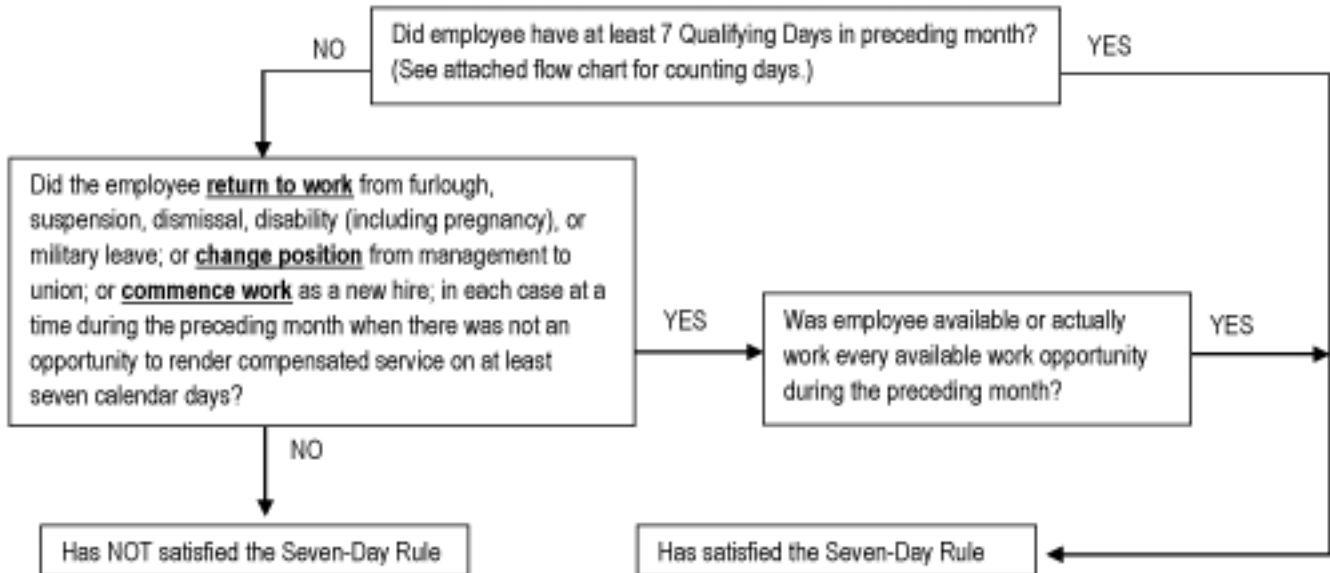 Did employee have at least 7 Qualifying Days in preceding month?
(See attached flow chart for counting days.)
NO
YES
Did the employee return to work from furlough,
suspension, dismissal, disability (including pregnancy), or
military leave; or change position from management to
union; or commence work as a new hire; in each case at a
time during the preceding month when there was not an
opportunity to render compensated service on at least
seven calendar days?
YES
Was employee available or actually
work every available work opportunity
during the preceding month?
YES
NO
Has NOT satisfied the Seven-Day Rule
Has satisfied the Seven-Day Rule